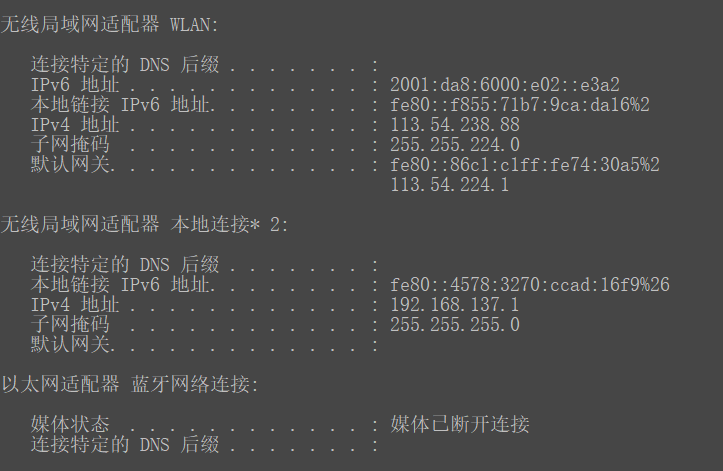 无线局域网适配器 WLAN:
连接特定的 DNS 后缀 . . . . . . . :
IPv6 地址 . . . . . . . . . . . . : 2001:da8:6000:e02::e3a2
本地链接 IPv6 地址. . . . . . . . : fe80::f855:71b7:9ca:da16%2
IPv4 地址 . . . . . . . . . . . . : 113.54.238.88
子网掩码  . . . . . . . . . . . . : 255.255.224.0
默认网关. . . . . . . . . . . . . : fe80::86c1:c1ff:fe74:30a5%2
113.54.224.1
无线局域网适配器 本地连接* 2:
连接特定的 DNS 后缀 . . . . . . . :
本地链接 IPv6 地址. . . . . . . . : fe80::4578:3270:ccad:16f9%26
IPv4 地址 . . . . . . . . . . . . : 192.168.137.1
子网掩码  . . . . . . . . . . . . : 255.255.255.0
默认网关. . . . . . . . . . . . . :
以太网适配器 蓝牙网络连接:
媒体状态  . . . . . . . . . . . . : 媒体已断开连接
连接特定的 DNS 后缀 . . . . . . . :